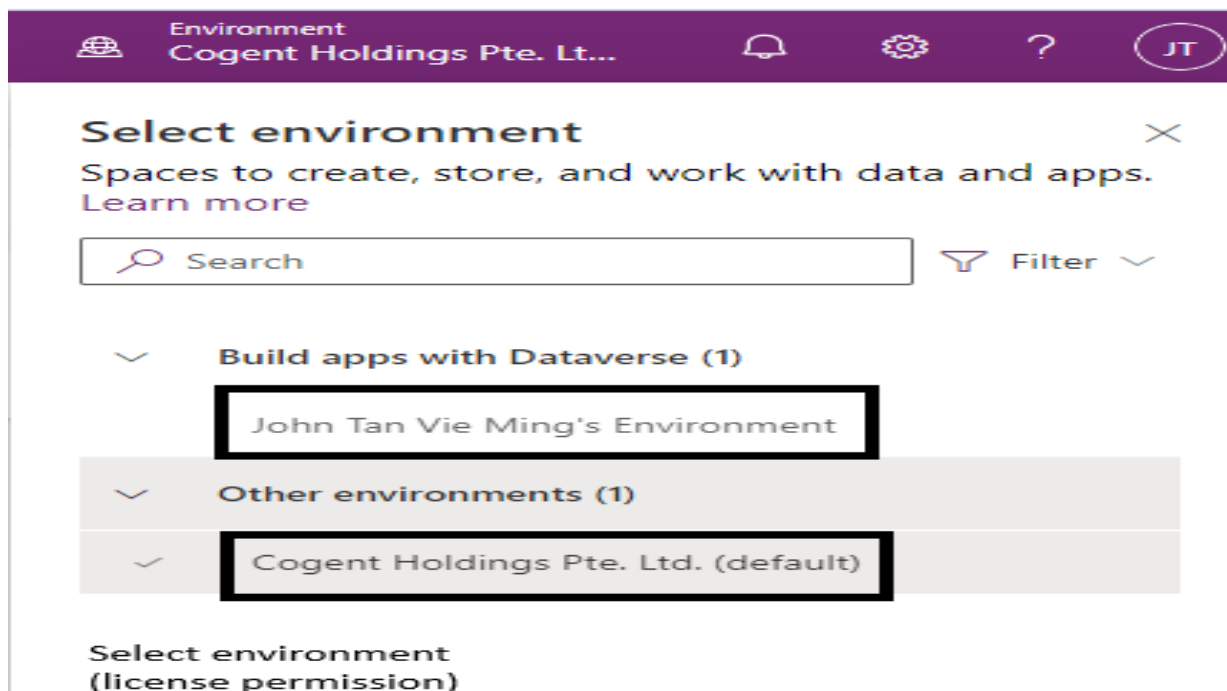 Environment
Cogent Holdings Pte. Lt...
?
JT
Select environment
Spaces to create, store, and work with data and apps.
Learn more
Search
Filter
Build apps with Dataverse (1)
John Tan Vie Ming's Environment
Other environments (1)
Cogent Holdings Pte. Ltd. (default)
Select environment
(license permission)